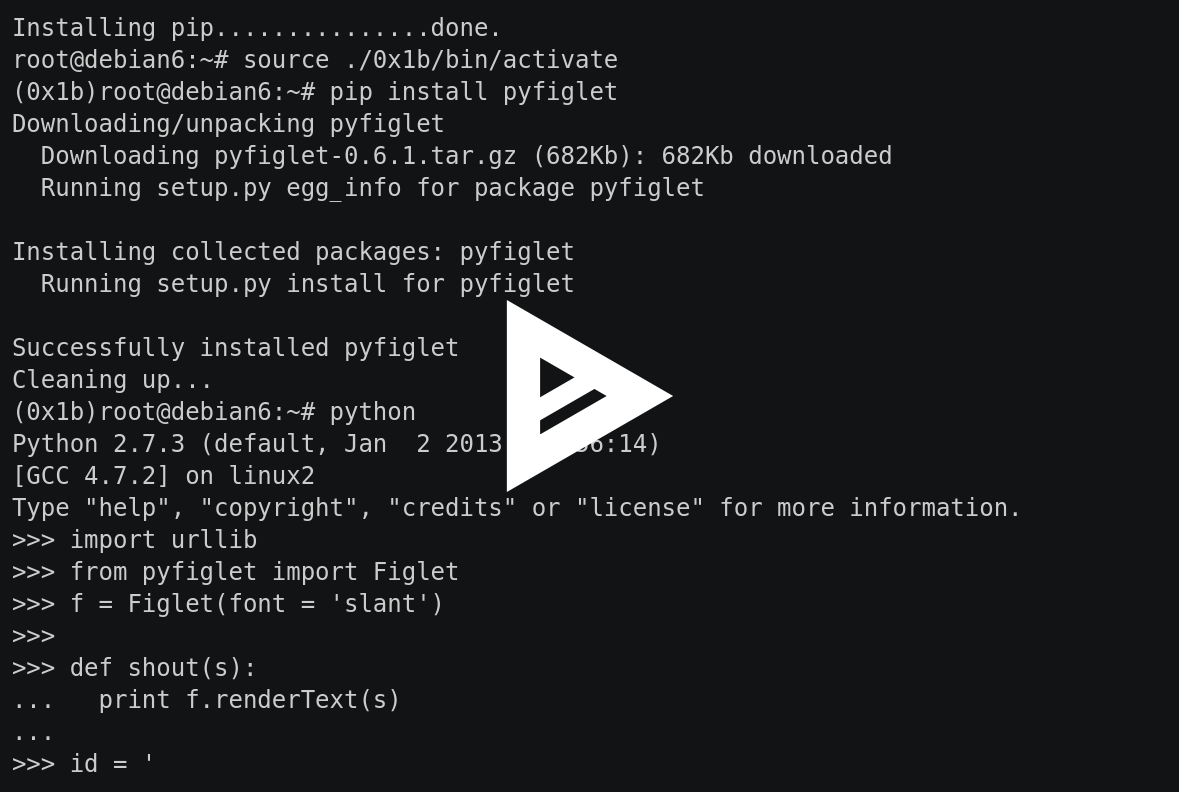 Installing pip...............done.
root@debian6:~# source ./0x1b/bin/activate
(0x1b)root@debian6:~# pip install pyfiglet
Downloading/unpacking pyfiglet
  Downloading pyfiglet-0.6.1.tar.gz (682Kb): 682Kb downloaded
  Running setup.py egg_info for package pyfiglet
Installing collected packages: pyfiglet
  Running setup.py install for pyfiglet
Successfully installed pyfiglet
Cleaning up...
(0x1b)root@debian6:~# python
Python 2.7.3 (default, Jan  2 2013 :14)
[GCC 4.7.2] on linux2
Type "help", "copyright", "credits" or "license" for more information.
>>> import urllib
>>> from pyfiglet import Figlet
>>> f = Figlet(font = 'slant')
>>>
>>> def shout(s):
...   print f.renderText(s)
...
>>> id = '